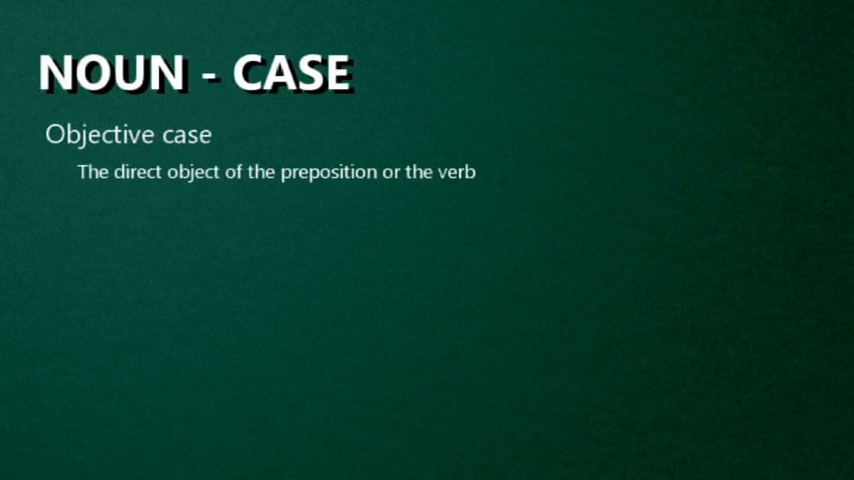 NOUN - CASE
Objective case
The direct object of the preposition or the verb